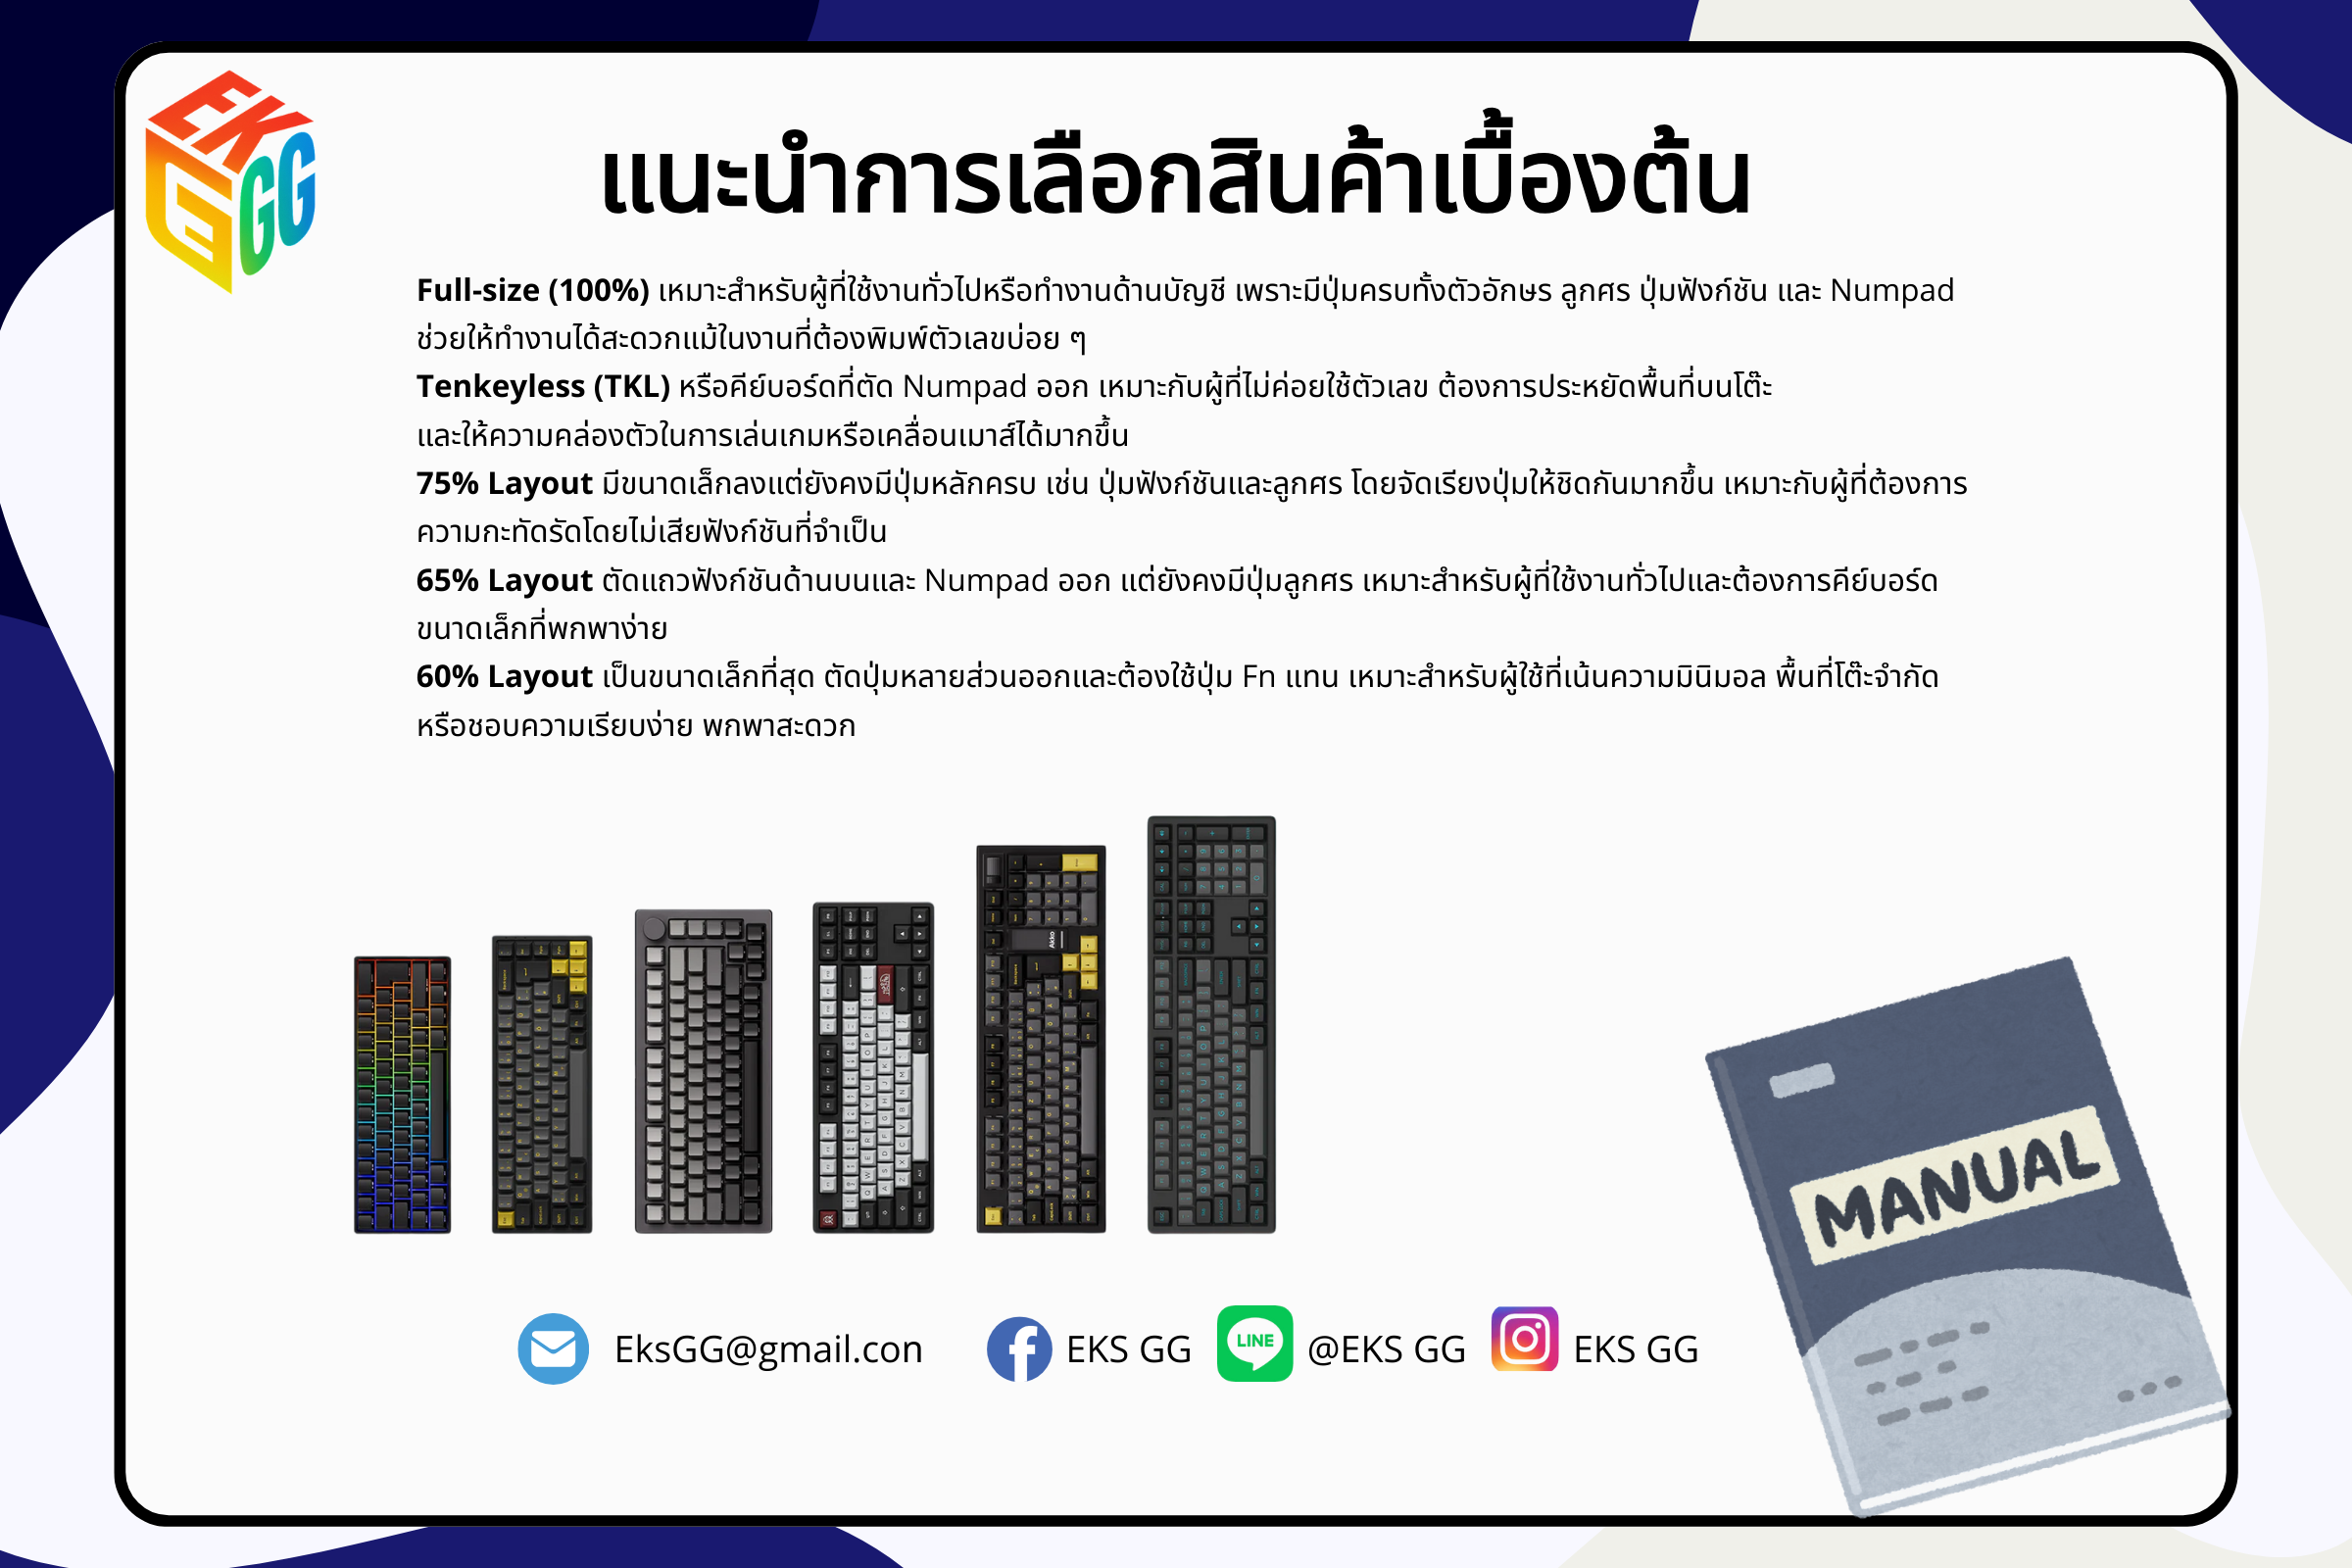 EK
GG
แนะนำการเลือกสินค้าเบื้องต้น
Full-size (100%) เหมาะสำหรับผู้ที่ใช้งานทั่วไปหรือทำงานด้านบัญชี เพราะมีปุ่มครบทั้งตัวอักษร ลูกศร ปุ่มฟังก์ชัน และ Numpad
ช่วยให้ทำงานได้สะดวกแม้ในงานที่ต้องพิมพ์ตัวเลขบ่อย ๆ
Tenkeyless (TKL) หรือคีย์บอร์ดที่ตัด Numpad ออก เหมาะกับผู้ที่ไม่ค่อยใช้ตัวเลข ต้องการประหยัดพื้นที่บนโต๊ะ
และให้ความคล่องตัวในการเล่นเกมหรือเคลื่อนเมาส์ได้มากขึ้น
75% Layout มีขนาดเล็กลงแต่ยังคงมีปุ่มหลักครบ เช่น ปุ่มฟังก์ชันและลูกศร โดยจัดเรียงปุ่มให้ชิดกันมากขึ้น เหมาะกับผู้ที่ต้องการ
ความกะทัดรัดโดยไม่เสียฟังก์ชันที่จำเป็น
65% Layout ตัดแถวฟังก์ชันด้านบนและ Numpad ออก แต่ยังคงมีปุ่มลูกศร เหมาะสำหรับผู้ที่ใช้งานทั่วไปและต้องการคีย์บอร์ด
ขนาดเล็กที่พกพาง่าย
60% Layout เป็นขนาดเล็กที่สุด ตัดปุ่มหลายส่วนออกและต้องใช้ปุ่ม Fn แทน เหมาะสำหรับผู้ใช้ที่เน้นความมินิมอล พื้นที่โต๊ะจำกัด
หรือชอบความเรียบง่าย พกพาสะดวก
Akko
MANUAL
EksGG@gmail.con EKS GG LINE @EKS GG EKS GG